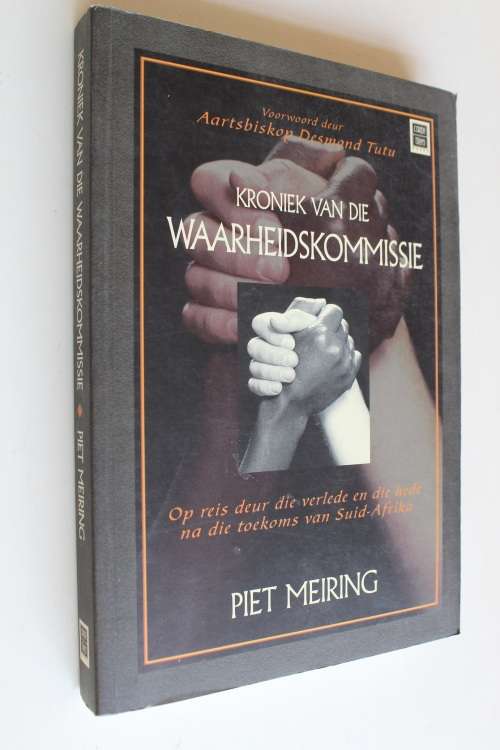 KRONIEK VAN DIE WAARHEIDSKOMMISSIE • PIET MEIRING
Voorwoord deur
Aartsbiskop Desmond Tutu
KRONIEK VAN DIE
WAARHEIDSKOMMISSIE
Op reis deur die verlede en die hede
na die toekoms van Suid-Afrika
PIET MEIRING